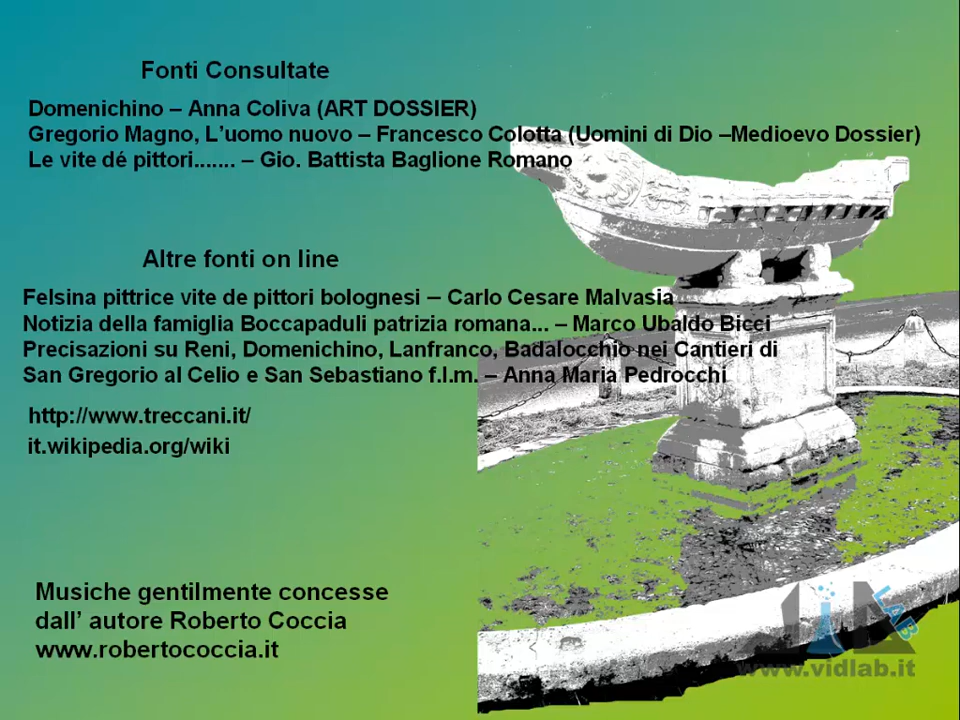 Fonti Consultate
Domenichino – Anna Coliva (ART DOSSIER)
Gregorio Magno, L'uomo nuovo – Francesco Colotta (Uomini di Dio –Medioevo Dossier)
Le vite dé pittori....... – Gio. Battista Baglione Romano
Altre fonti on line
Felsina pittrice vite de pittori bolognesi – Carlo Cesare Malvasia
Notizia della famiglia Boccapaduli patrizia romana... – Marco Ubaldo Bicci
Precisazioni su Reni, Domenichino, Lanfranco, Badalocchio nei Cantieri di
San Gregorio al Celio e San Sebastiano f.l.m. – Anna Maria Pedrocchi
http://www.treccani.it/
it.wikipedia.org/wiki
Musiche gentilmente concesse
dall' autore Roberto Coccia
www.robertococcia.it
LAB
www.vidlab.it